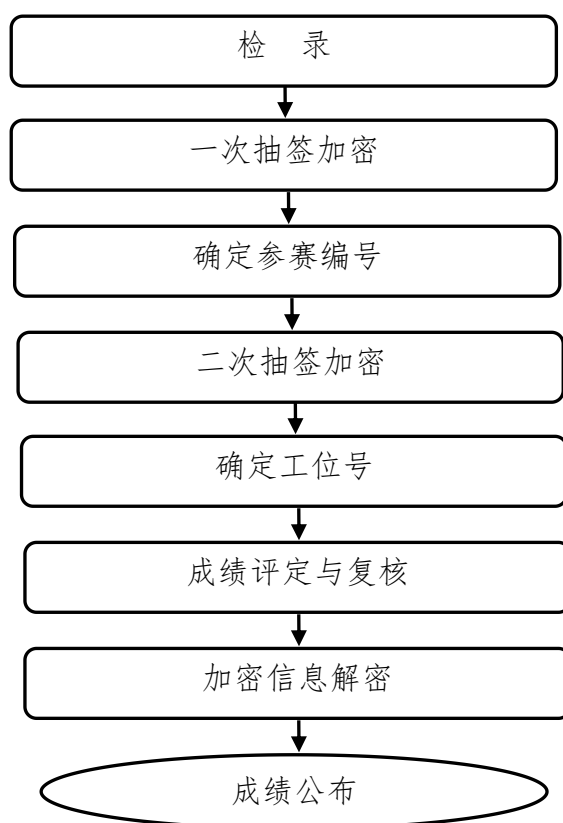 检 录
一次抽签加密
确定参赛编号
二次抽签加密
确定工位号
成绩评定与复核
加密信息解密
成绩公布